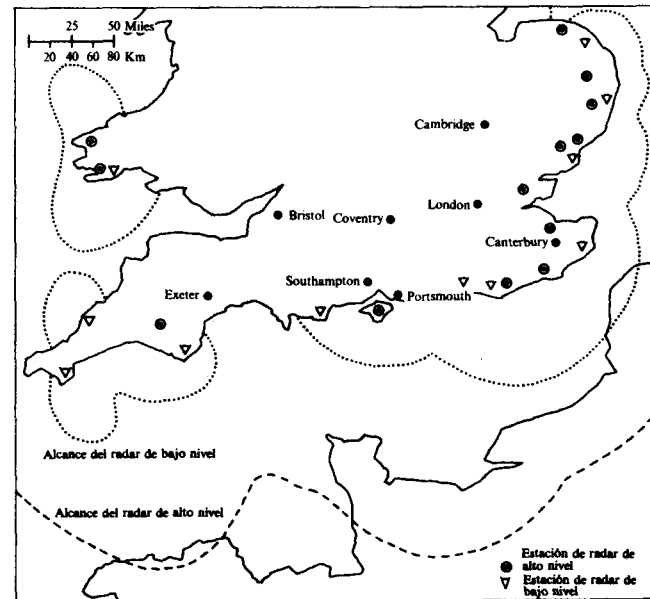 25 50 Miles
20 40 60 80 Km
Cambridge
London
Bristol
Coventry
Canterbury
Southampton
Exeter
Portsmouth
Alcance del radar de bajo nivel
Alcance del radar de alto nivel
Estación de radar de
alto nivel
Estación de radar de
bajo nivel